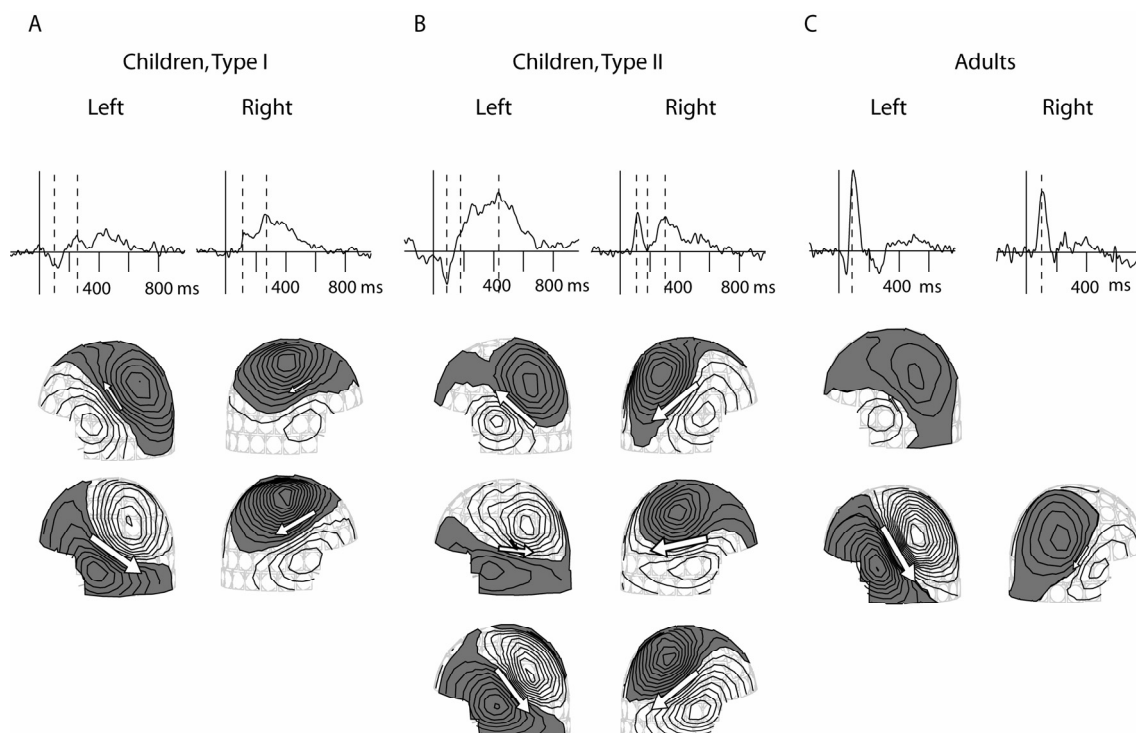 A B C
Children, Type I Children, Type II Adults
Left Right Left Right Left Right
400 800 ms 400 800 ms 400 800 ms 400 800 ms 400 ms 400 ms